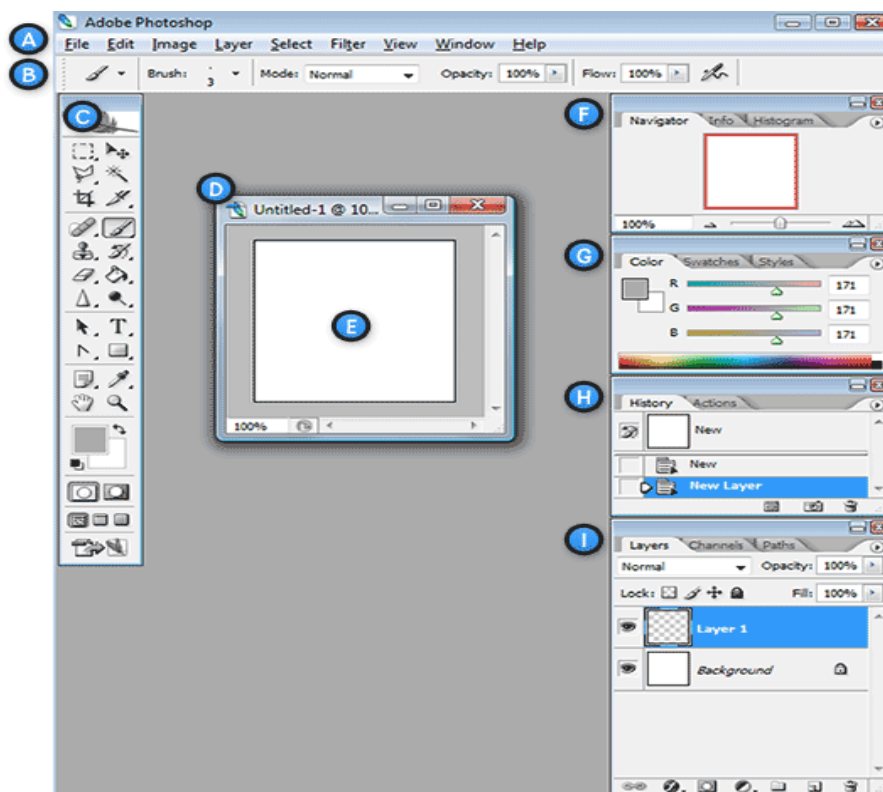 Adobe Photoshop
A
File Edit Image Layer Select Filter View Window Help
B
Brush: 3 Mode: Normal Opacity: 100% Flow: 100%
C
D
Untitled-1 @ 10...
E
100%
F
Navigator Info Histogram
100%
G
Color Swatches Styles
R 171
G 171
B 171
H
History Actions
New
New
New Layer
I
Layers Channels Paths
Normal Opacity: 100%
Lock: Fill: 100%
Layer 1
Background